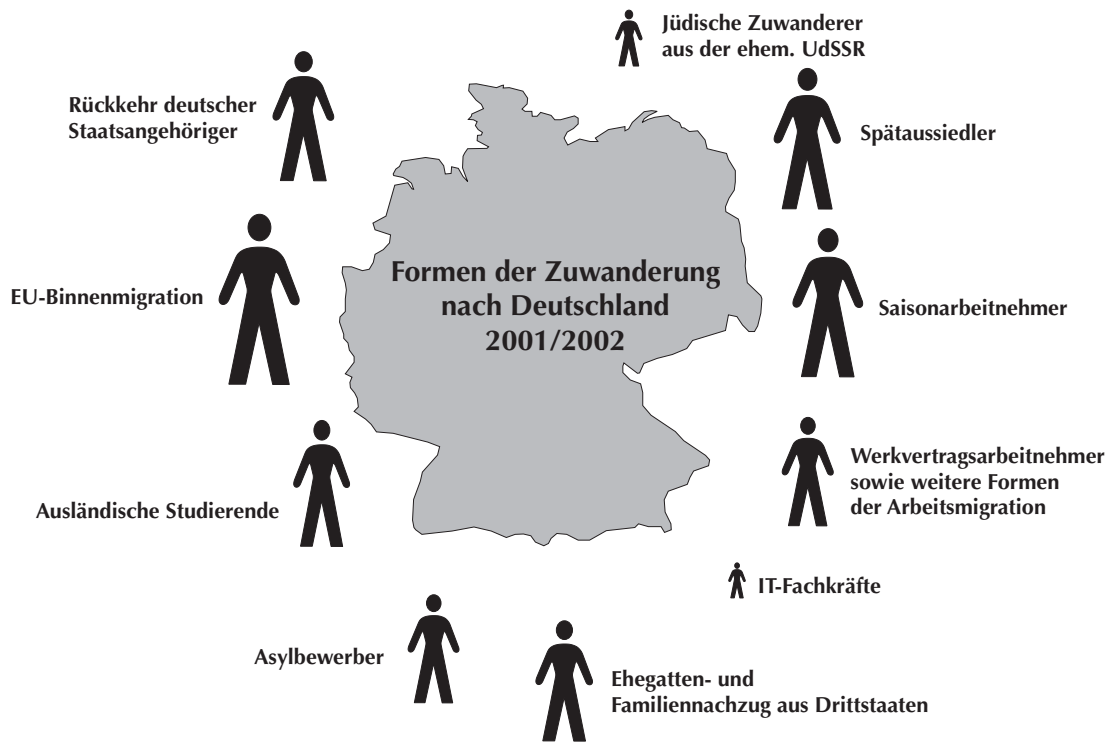 Jüdische Zuwanderer
aus der ehem. UdSSR
Rückkehr deutscher
Staatsangehöriger
Spätaussiedler
Formen der Zuwanderung
nach Deutschland
2001/2002
EU-Binnenmigration
Saisonarbeitnehmer
Ausländische Studierende
Werkvertragsarbeitnehmer
sowie weitere Formen
der Arbeitsmigration
IT-Fachkräfte
Asylbewerber
Ehegatten- und
Familiennachzug aus Drittstaaten